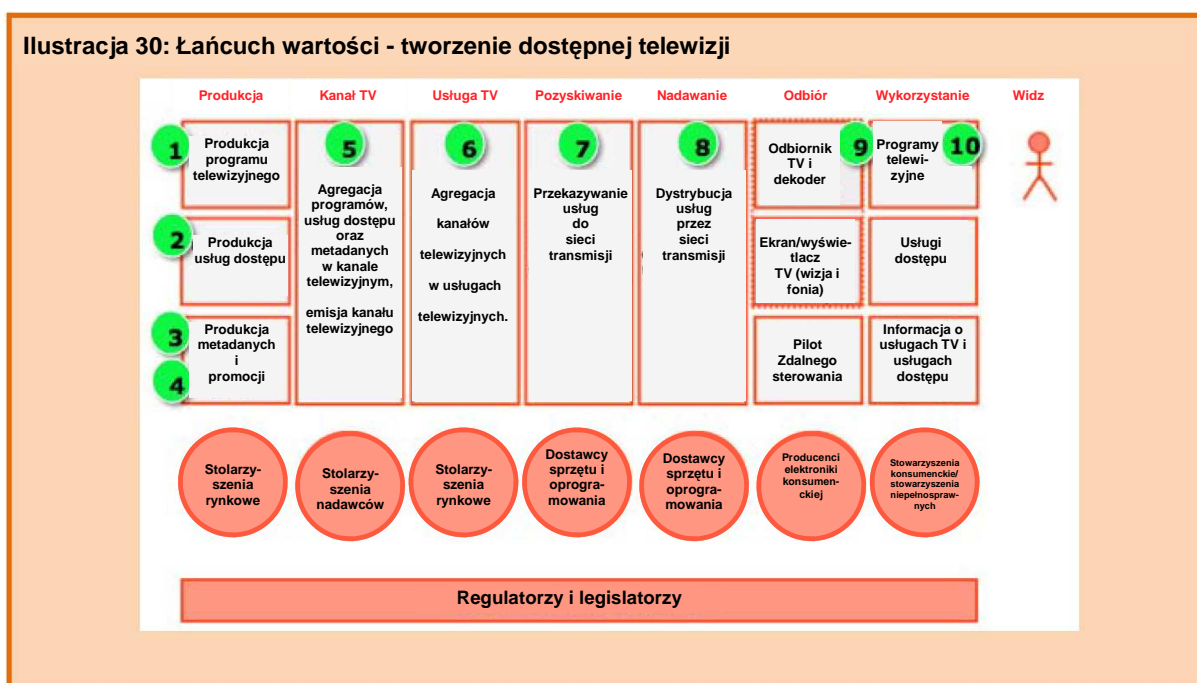 Ilustracja 30: Łańcuch wartości - tworzenie dostępnej telewizji
Produkcja
Kanał TV
Usługa TV
Pozyskiwanie
Nadawanie
Odbiór
Wykorzystanie
Widz
1
Produkcja
programu
telewizyjnego
2
Produkcja
usług dostępu
3
4
Produkcja
metadanych
i
promocji
5
Agregacja
programów,
usług dostępu
oraz
metadanych
w kanale
telewizyjnym,
emisja kanału
telewizyjnego
6
Agregacja
kanałów
telewizyjnych
w usługach
telewizyjnych.
7
Przekazywanie
usług
do
sieci
transmisji
8
Dystrybucja
usług
przez
sieci
transmisji
9
Odbiornik
TV i
dekoder
Ekran/wyświe-
tlacz
TV (wizja i
fonia)
Pilot
Zdalnego
sterowania
10
Programy
telewi-
zyjne
Usługi
dostępu
Informacja o
usługach TV i
usługach
dostępu
Stolarzy-
szenia
rynkowe
Stolarzy-
szenia
nadawców
Stolarzy-
szenia
rynkowe
Dostawcy
sprzętu i
oprogra-
mowania
Dostawcy
sprzętu i
oprogra-
mowania
Producenci
elektroniki
konsumen-
ckiej
Stowarzyszenia
konsumenckie/
stowarzyszenia
niepełnospraw-
nych
Regulatorzy i legislatorzy